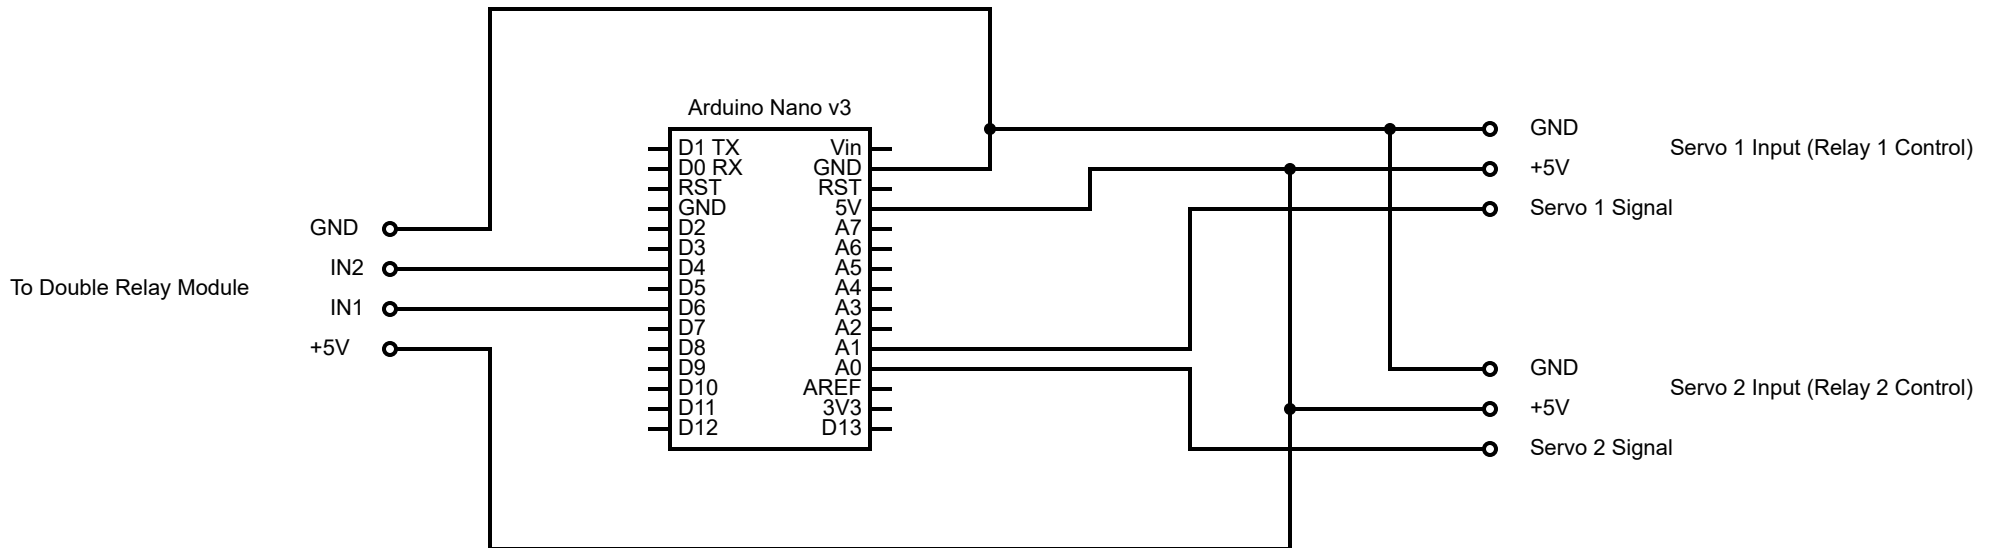 Arduino Nano v3
To Double Relay Module
GND
IN2
IN1
+5V
D1 TX
D0 RX
RST
GND
D2
D3
D4
D5
D6
D7
D8
D9
D10
D11
D12
Vin
GND
RST
5V
A7
A6
A5
A4
A3
A2
A1
A0
AREF
3V3
D13
GND
+5V
Servo 1 Signal
Servo 1 Input (Relay 1 Control)
GND
+5V
Servo 2 Signal
Servo 2 Input (Relay 2 Control)